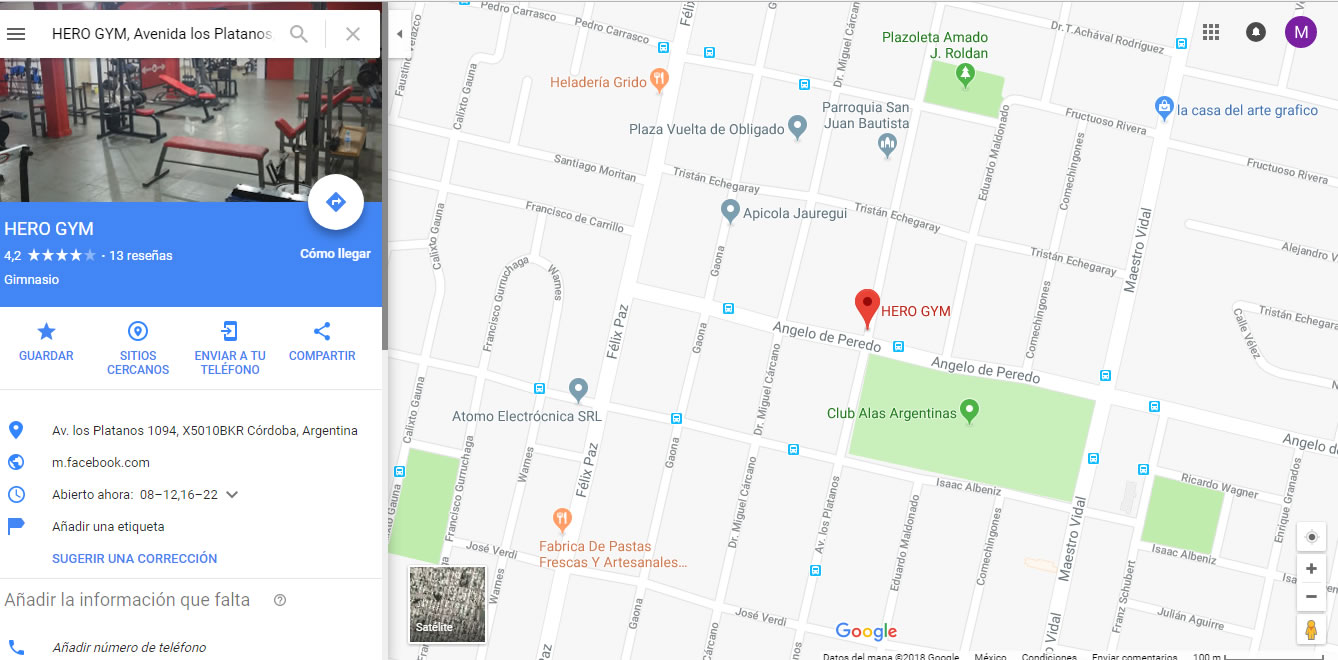 HERO GYM, Avenida los Platanos
HERO GYM
4,2 · 13 reseñas
Gimnasio
Cómo llegar
GUARDAR
SITIOS
CERCANOS
ENVIAR A TU
TELÉFONO
COMPARTIR
Av. los Platanos 1094, X5010BKR Córdoba, Argentina
m.facebook.com
Abierto ahora: 08–12,16–22
Añadir una etiqueta
SUGERIR UNA CORRECCIÓN
Añadir la información que falta
Añadir número de teléfono
Pedro Carrasco
Pedro Carrasco
Félix
Dr. Miguel Cárcano
Plazoleta Amado
J. Roldan
Dr. T. Achával Rodríguez
M
Calixto Gauna
Heladería Grido
Parroquia San
Juan Bautista
Plaza Vuelta de Obligado
la casa del arte grafico
Fructuoso Rivera
Fructuoso Rivera
Eduardo Maldonado
Comechingones
Santiago Moritan
Tristán Echegaray
Francisco de Carrillo
Apicola Jauregui
Tristán Echegaray
Tristán Echegaray
Maestro Vidal
Alejandro V
Calixto Gauna
Gaona
Francisco Gurruchaga
Warnes
Félix Paz
HERO GYM
Angelo de Peredo
Angelo de Peredo
Comechingones
Tristán Echegaray
Calle Vélez
Gaona
Dr. Miguel Cárcano
Calixto Gauna
Atomo Electrócnica SRL
Club Alas Argentinas
Angelo d
Francisco Gurruchaga
Warnes
Félix Paz
Gaona
Dr. Miguel Cárcano
Av. los Platanos
Isaac Albeniz
Eduardo Maldonado
Comechingones
Maestro Vidal
Ricardo Wagner
Enrique Granados
Isaac Albeniz
Gauna
José Verdi
Fabrica De Pastas
Frescas Y Artesanales...
Warnes
Gaona
José Verdi
Franz Schubert
Julián Aguirre
Satélite
Paz
Cárcano
Vidal
Google
Datos del mapa ©2018 Google México Condiciones Enviar comentarios 100 m